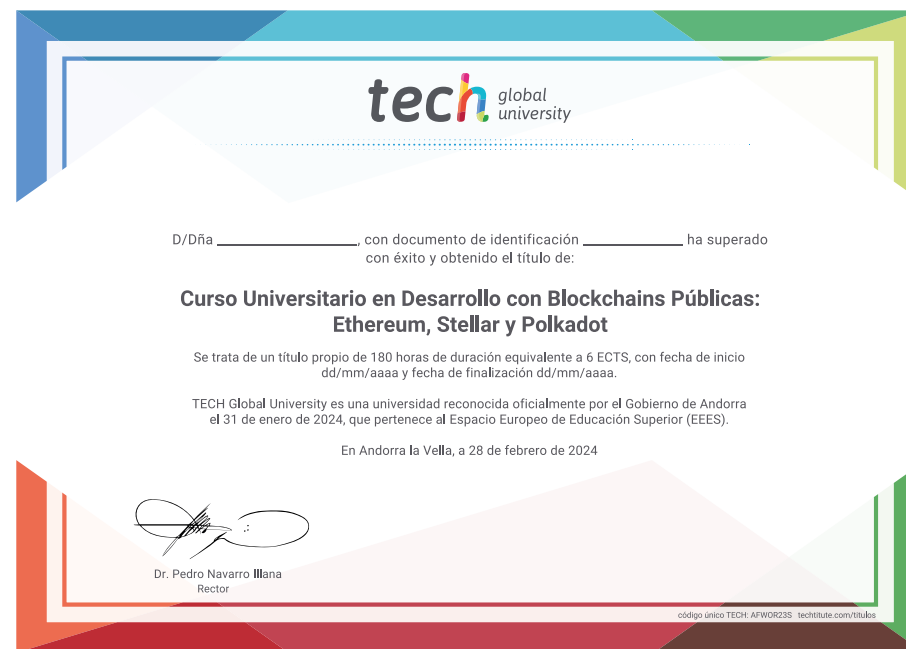 tech global university
D/Dña ____________________, con documento de identificación ______________ ha superado
con éxito y obtenido el título de:
Curso Universitario en Desarrollo con Blockchains Públicas:
Ethereum, Stellar y Polkadot
Se trata de un título propio de 180 horas de duración equivalente a 6 ECTS, con fecha de inicio
dd/mm/aaaa y fecha de finalización dd/mm/aaaa.
TECH Global University es una universidad reconocida oficialmente por el Gobierno de Andorra
el 31 de enero de 2024, que pertenece al Espacio Europeo de Educación Superior (EEES).
En Andorra la Vella, a 28 de febrero de 2024
Dr. Pedro Navarro Illana
Rector
código único TECH: AFWOR23S techtitute.com/titulos